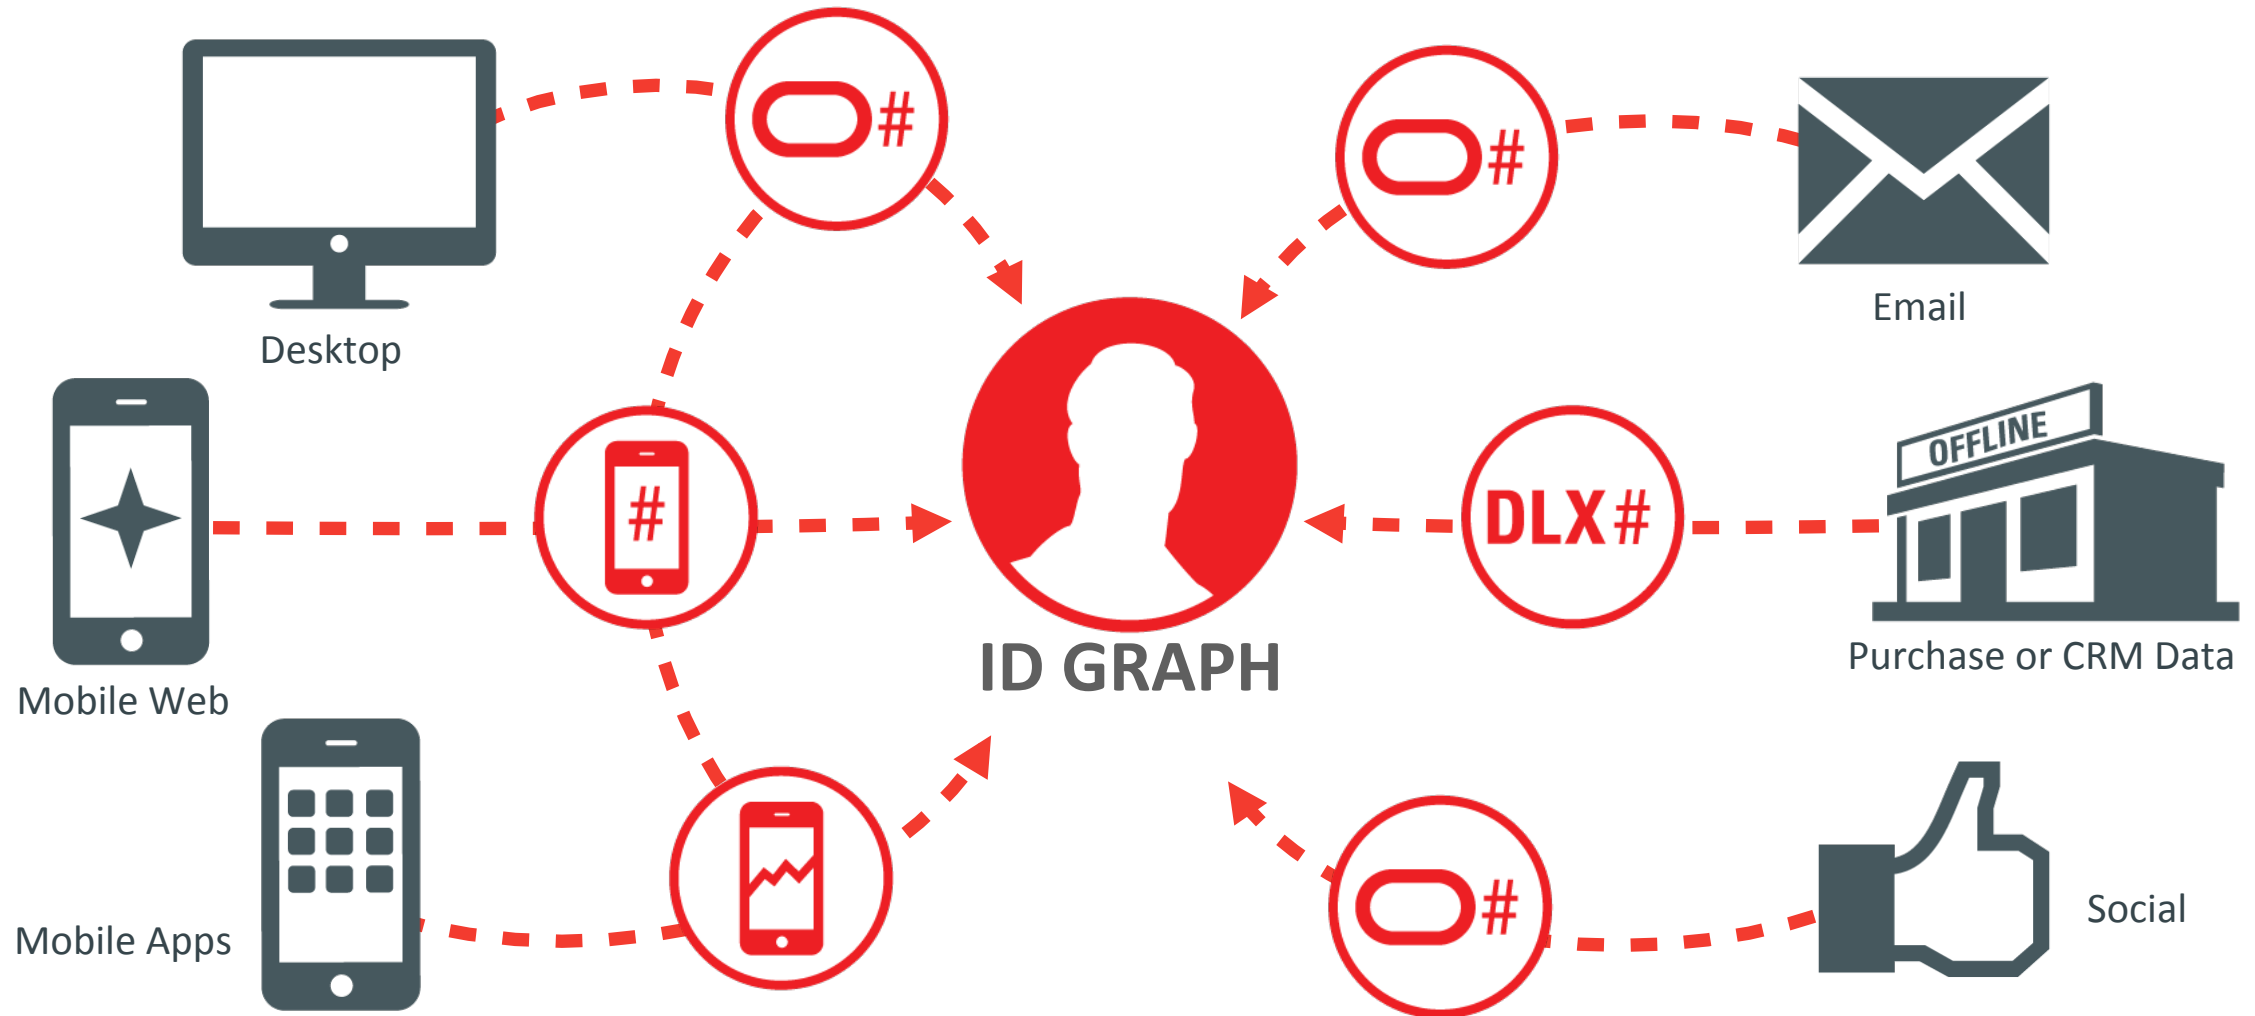 #
#
Desktop
Email
OFFLINE
#
DLX#
Mobile Web
ID GRAPH
Purchase or CRM Data
Mobile Apps
#
Social